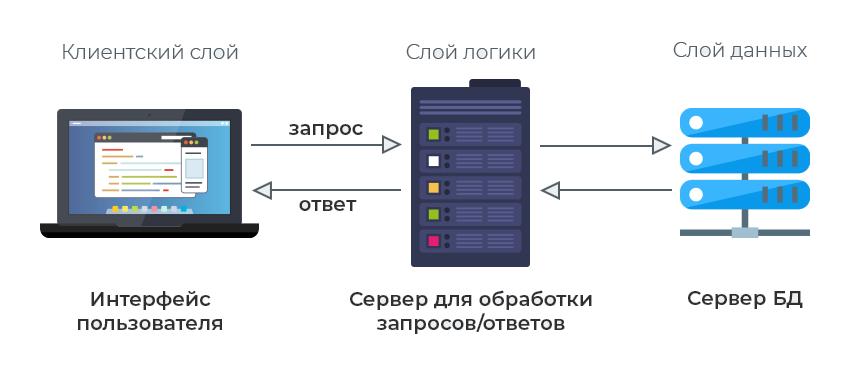 Клиентский слой
Слой логики
Слой данных
запрос
ответ
Интерфейс
пользователя
Сервер для обработки
запросов/ответов
Сервер БД